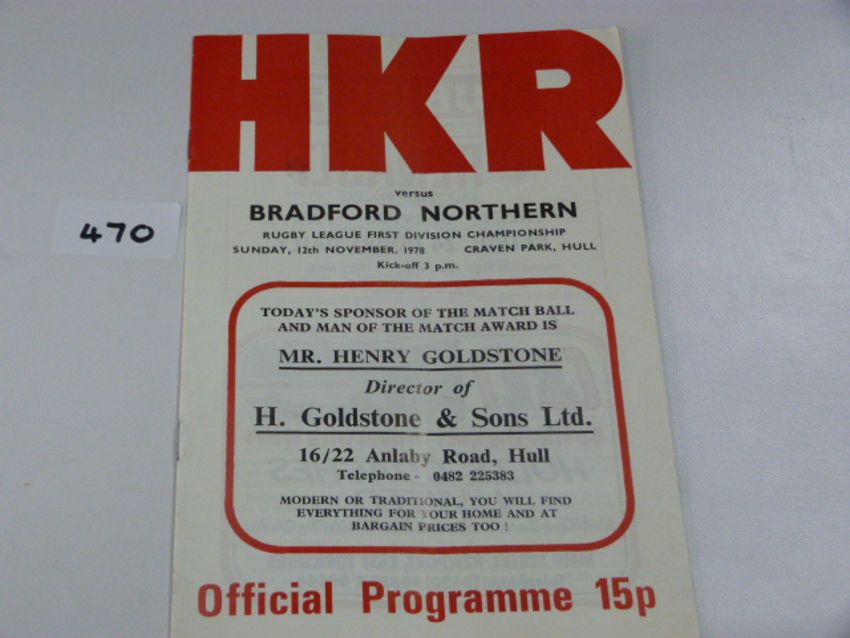 HKR
versus
BRADFORD NORTHERN
RUGBY LEAGUE FIRST DIVISION CHAMPIONSHIP
SUNDAY, 12th NOVEMBER, 1978 CRAVEN PARK, HULL
Kick-off 3 p.m.
470
TODAY'S SPONSOR OF THE MATCH BALL
AND MAN OF THE MATCH AWARD IS
MR. HENRY GOLDSTONE
Director of
H. Goldstone & Sons Ltd.
16/22 Anlaby Road, Hull
Telephone - 0482 225383
MODERN OR TRADITIONAL, YOU WILL FIND
EVERYTHING FOR YOUR HOME AND AT
BARGAIN PRICES TOO !
Official Programme 15p